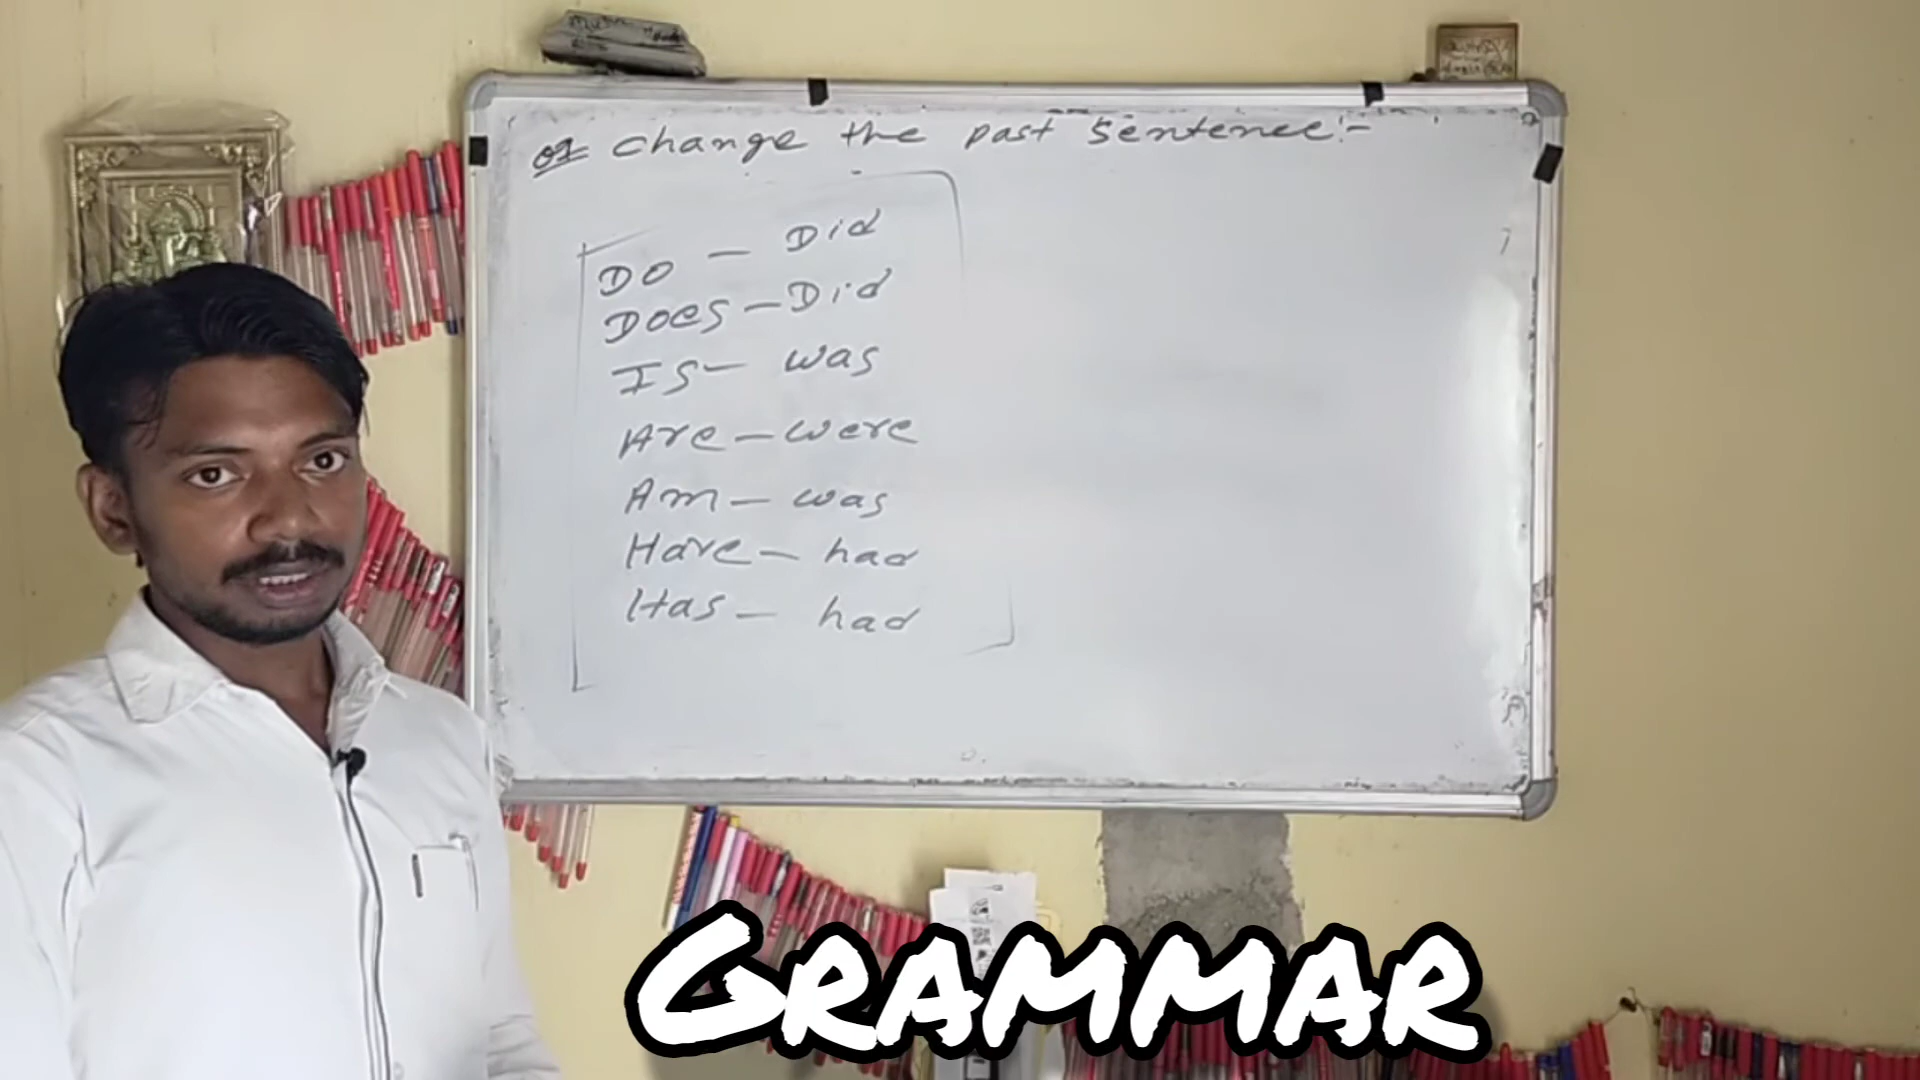 Change the past sentence:-
Do - Did
Does - Did
Is - was
Are - were
Am - was
Have - had
Has - had
GRAMMAR